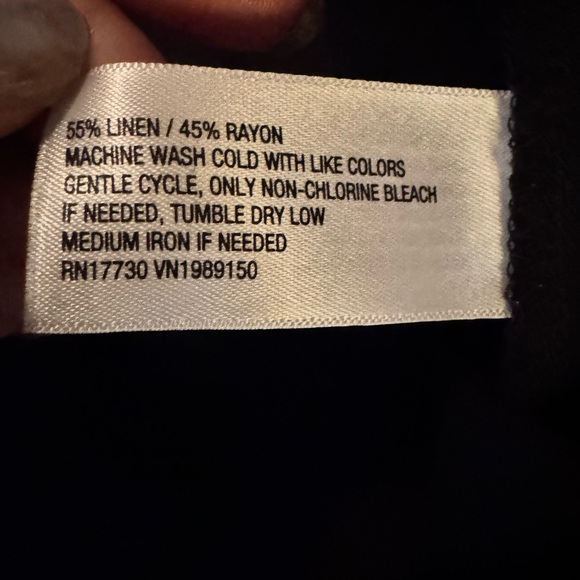 55% LINEN / 45% RAYON
MACHINE WASH COLD WITH LIKE COLORS
GENTLE CYCLE, ONLY NON-CHLORINE BLEACH
IF NEEDED, TUMBLE DRY LOW
MEDIUM IRON IF NEEDED
RN17730 VN1989150